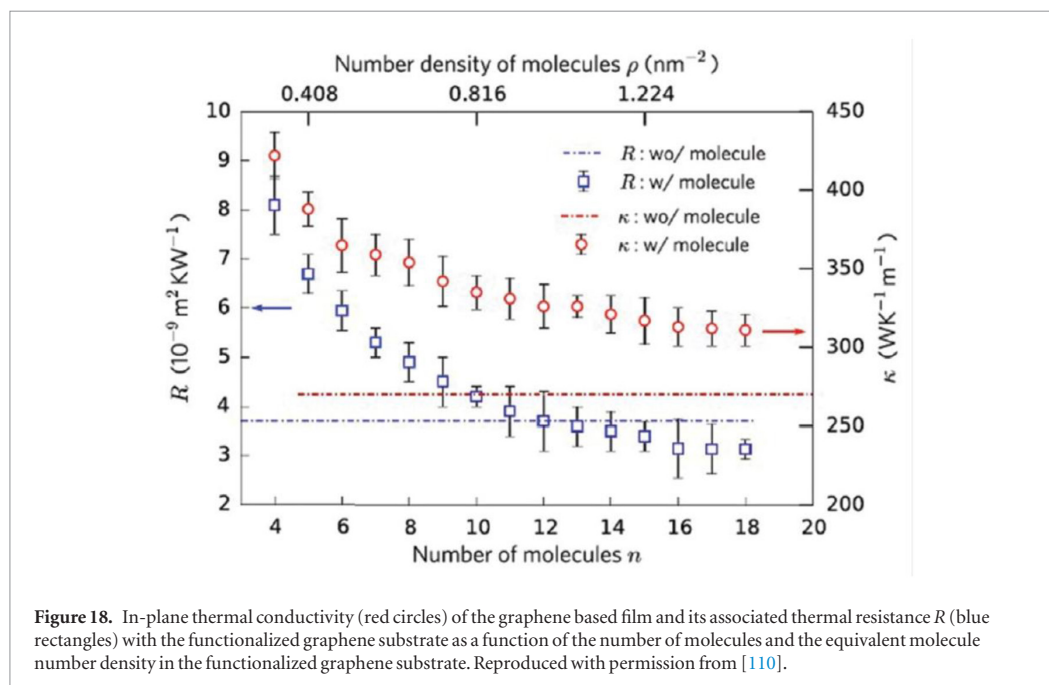 Number density of molecules ρ (nm⁻²)
0.408 0.816 1.224
10 450
9
400
8
7
350
6
5
300
4
250
3
2 200
R (10⁻⁹ m² KW⁻¹)
κ (WK⁻¹ m⁻¹)
R : wo/ molecule
R : w/ molecule
κ : wo/ molecule
κ : w/ molecule
4 6 8 10 12 14 16 18 20
Number of molecules n
Figure 18. In-plane thermal conductivity (red circles) of the graphene based film and its associated thermal resistance R (blue
rectangles) with the functionalized graphene substrate as a function of the number of molecules and the equivalent molecule
number density in the functionalized graphene substrate. Reproduced with permission from [110].